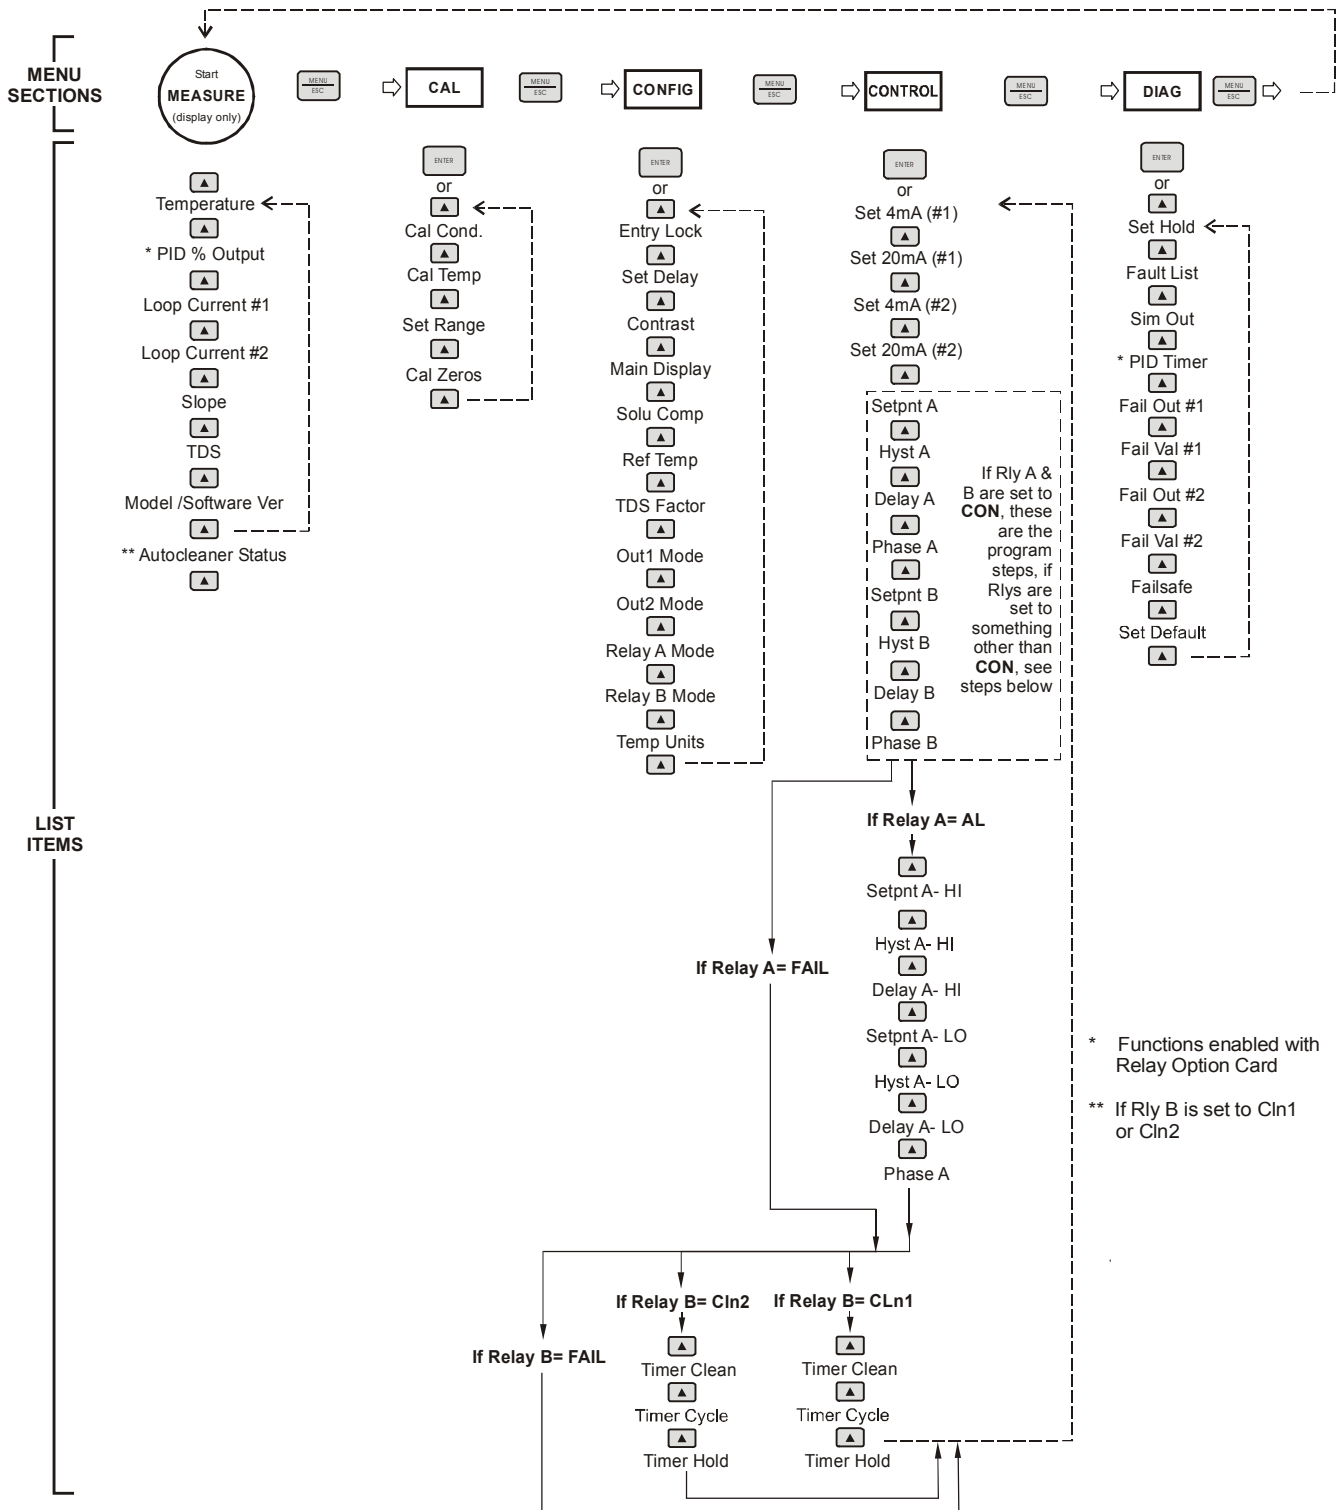 MENU
SECTIONS
Start
MEASURE
(display only)
MENU
ESC
CAL
MENU
ESC
CONFIG
MENU
ESC
CONTROL
MENU
ESC
DIAG
MENU
ESC
LIST
ITEMS
Temperature
* PID % Output
Loop Current #1
Loop Current #2
Slope
TDS
Model /Software Ver
** Autocleaner Status
ENTER
or
Cal Cond.
Cal Temp
Set Range
Cal Zeros
ENTER
or
Entry Lock
Set Delay
Contrast
Main Display
Solu Comp
Ref Temp
TDS Factor
Out1 Mode
Out2 Mode
Relay A Mode
Relay B Mode
Temp Units
ENTER
or
Set 4mA (#1)
Set 20mA (#1)
Set 4mA (#2)
Set 20mA (#2)
Setpnt A
Hyst A
Delay A
Phase A
Setpnt B
Hyst B
Delay B
Phase B
If Rly A &
B are set to
CON, these
are the
program
steps, if
Rlys are
set to
something
other than
CON, see
steps below
ENTER
or
Set Hold
Fault List
Sim Out
* PID Timer
Fail Out #1
Fail Val #1
Fail Out #2
Fail Val #2
Failsafe
Set Default
If Relay A= AL
Setpnt A- HI
Hyst A- HI
Delay A- HI
Setpnt A- LO
Hyst A- LO
Delay A- LO
Phase A
If Relay A= FAIL
* Functions enabled with
Relay Option Card
** If Rly B is set to Cln1
or Cln2
If Relay B= FAIL
If Relay B= Cln2
Timer Clean
Timer Cycle
Timer Hold
If Relay B= CLn1
Timer Clean
Timer Cycle
Timer Hold